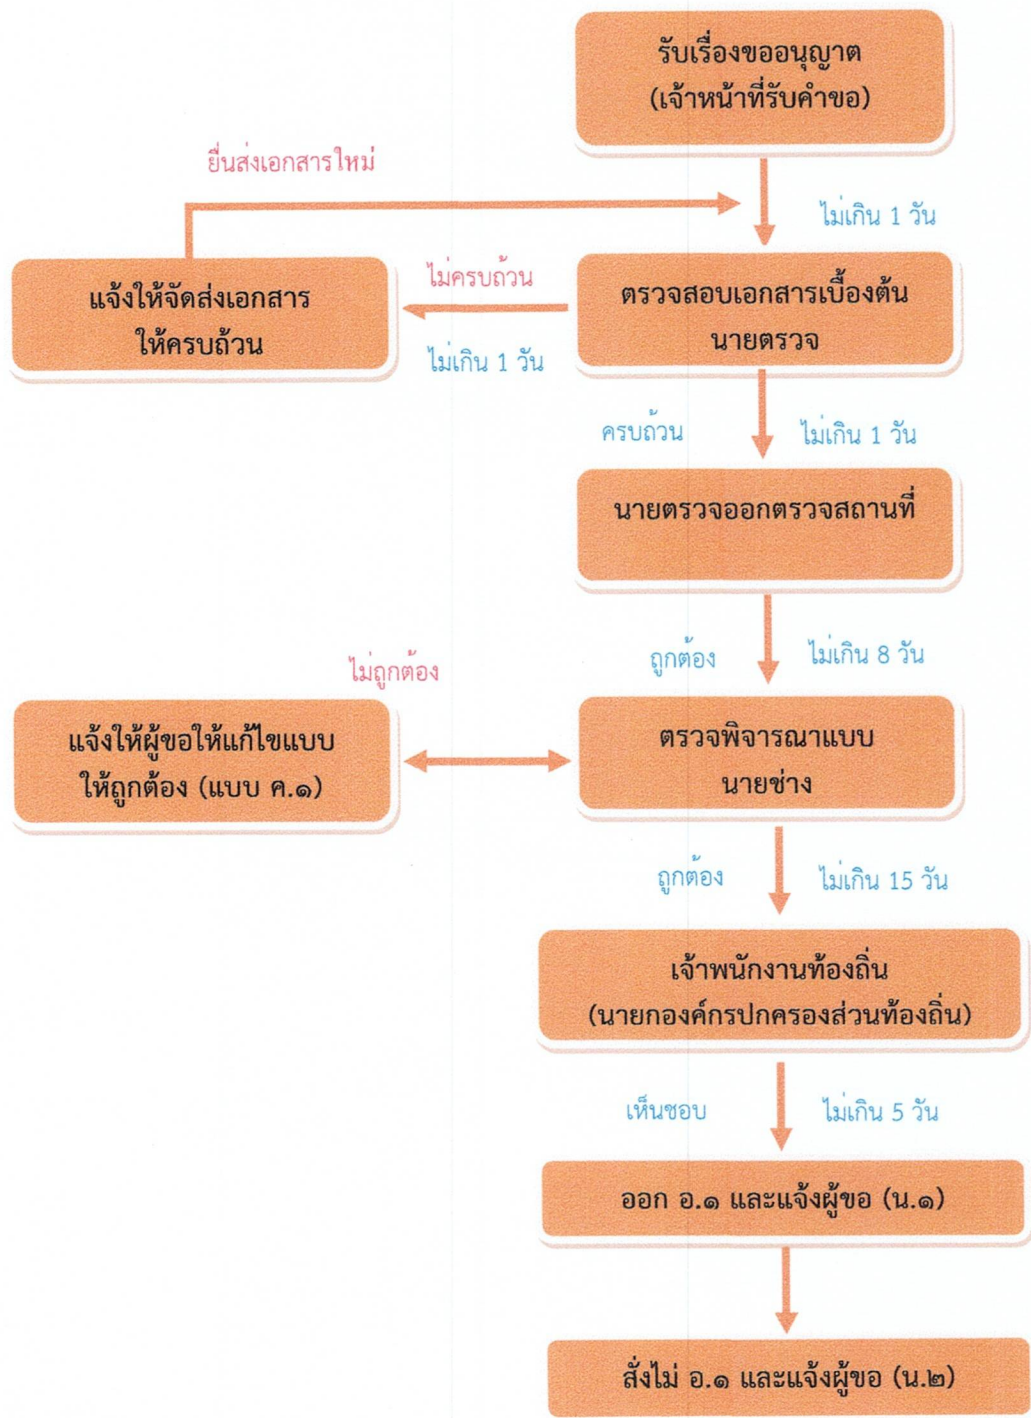 รับเรื่องขออนุญาต
(เจ้าหน้าที่รับคำขอ)
ยื่นส่งเอกสารใหม่
ไม่เกิน 1 วัน
แจ้งให้จัดส่งเอกสาร
ให้ครบถ้วน
ไม่ครบถ้วน
ไม่เกิน 1 วัน
ตรวจสอบเอกสารเบื้องต้น
นายตรวจ
ครบถ้วน
ไม่เกิน 1 วัน
นายตรวจออกตรวจสถานที่
ถูกต้อง
ไม่เกิน 8 วัน
ไม่ถูกต้อง
แจ้งให้ผู้ขอให้แก้ไขแบบ
ให้ถูกต้อง (แบบ ค.๑)
ตรวจพิจารณาแบบ
นายช่าง
ถูกต้อง
ไม่เกิน 15 วัน
เจ้าพนักงานท้องถิ่น
(นายกองค์กรปกครองส่วนท้องถิ่น)
เห็นชอบ
ไม่เกิน 5 วัน
ออก อ.๑ และแจ้งผู้ขอ (น.๑)
สั่งไม่ อ.๑ และแจ้งผู้ขอ (น.๒)